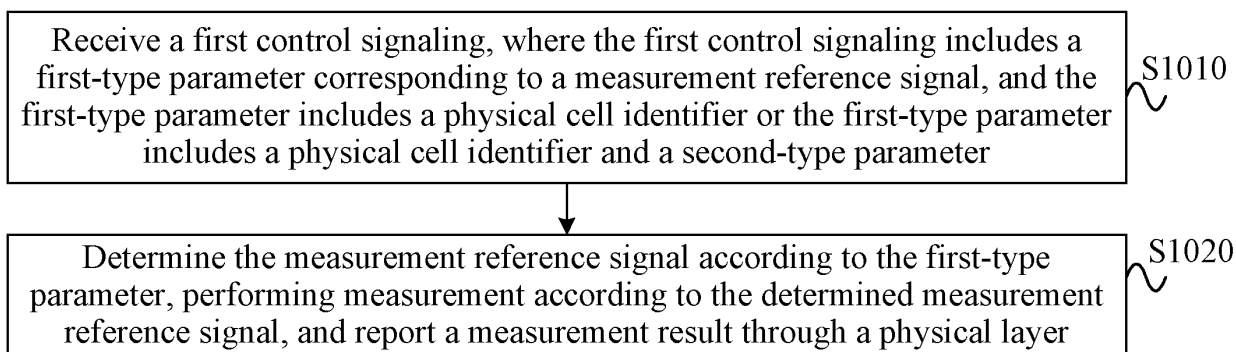 Receive a first control signaling, where the first control signaling includes a
first-type parameter corresponding to a measurement reference signal, and the
first-type parameter includes a physical cell identifier or the first-type parameter
includes a physical cell identifier and a second-type parameter
S1010
Determine the measurement reference signal according to the first-type
parameter, performing measurement according to the determined measurement
reference signal, and report a measurement result through a physical layer
S1020